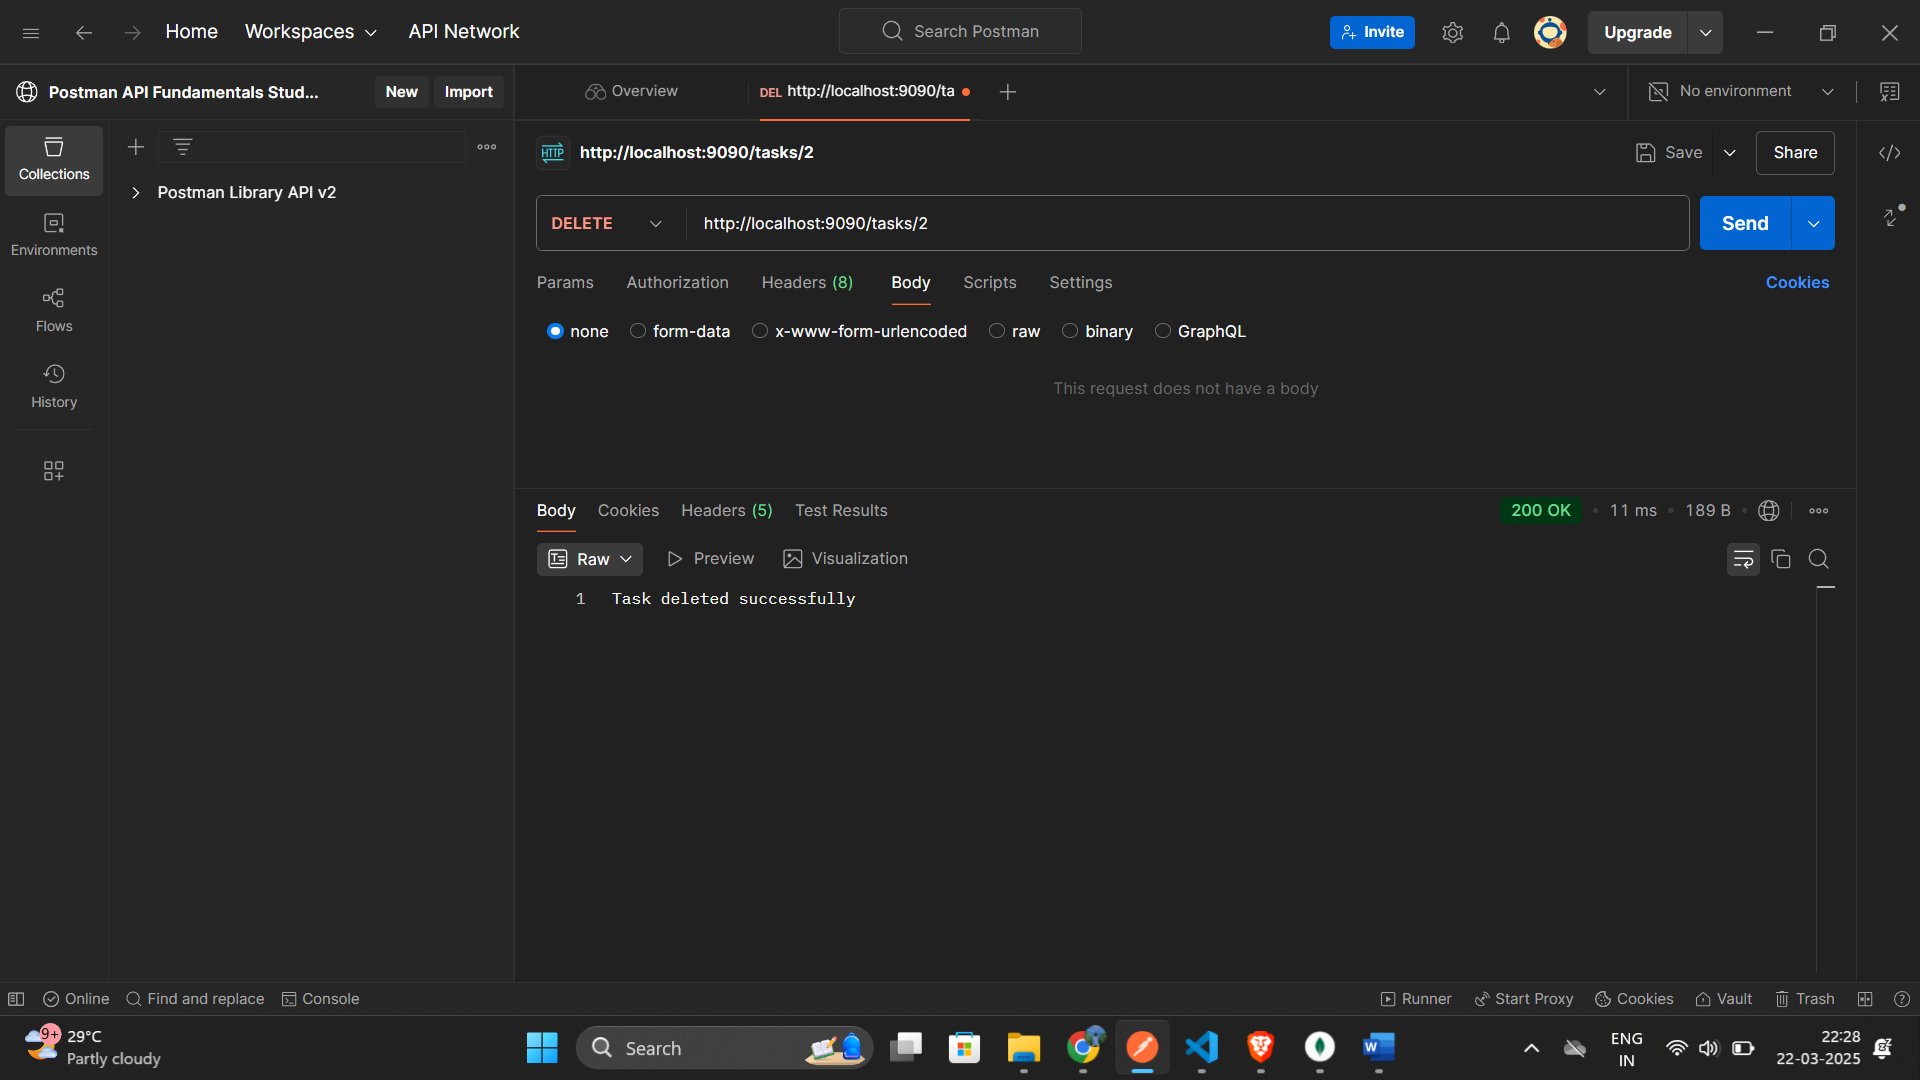 Home Workspaces API Network Search Postman Invite Upgrade
Postman API Fundamentals Stud... New Import Overview DEL http://localhost:9090/ta No environment
Collections
Environments
Flows
History
Postman Library API v2
HTTP http://localhost:9090/tasks/2 Save Share
DELETE http://localhost:9090/tasks/2 Send
Params Authorization Headers (8) Body Scripts Settings Cookies
none form-data x-www-form-urlencoded raw binary GraphQL
This request does not have a body
Body Cookies Headers (5) Test Results 200 OK • 11 ms • 189 B •
Raw Preview Visualization
1 Task deleted successfully
Online Find and replace Console Runner Start Proxy Cookies Vault Trash
9+ 29°C
Partly cloudy
Search
ENG
IN
22:28
22-03-2025